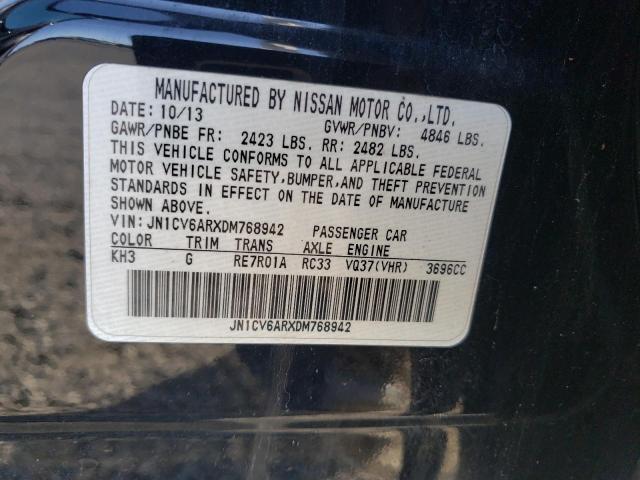 MANUFACTURED BY NISSAN MOTOR CO.,LTD.
DATE: 10/13 GVWR/PNBV: 4846 LBS.
GAWR/PNBE FR: 2423 LBS. RR: 2482 LBS.
THIS VEHICLE CONFORMS TO ALL APPLICABLE FEDERAL
MOTOR VEHICLE SAFETY,BUMPER,AND THEFT PREVENTION
STANDARDS IN EFFECT ON THE DATE OF MANUFACTURE
SHOWN ABOVE.
VIN: JN1CV6ARXDM768942 PASSENGER CAR
COLOR TRIM TRANS AXLE ENGINE
KH3 G RE7R01A RC33 VQ37(VHR) 3696CC
JN1CV6ARXDM768942